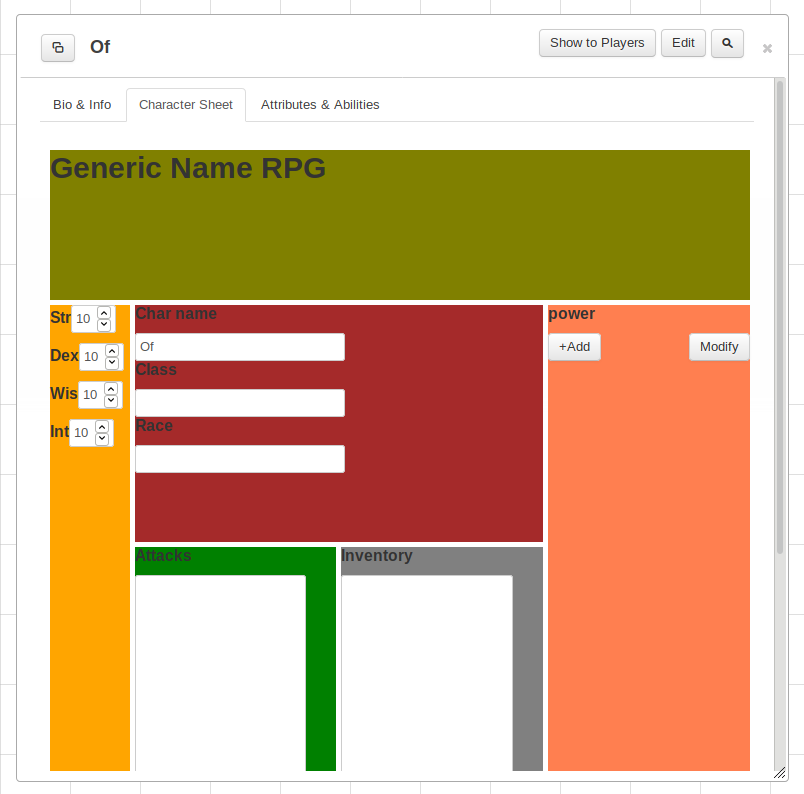 Of
Show to Players
Edit
Bio & Info
Character Sheet
Attributes & Abilities
Generic Name RPG
Str 10
Dex 10
Wis 10
Int 10
Char name
Of
Class
Race
power
+Add
Modify
Attacks
Inventory